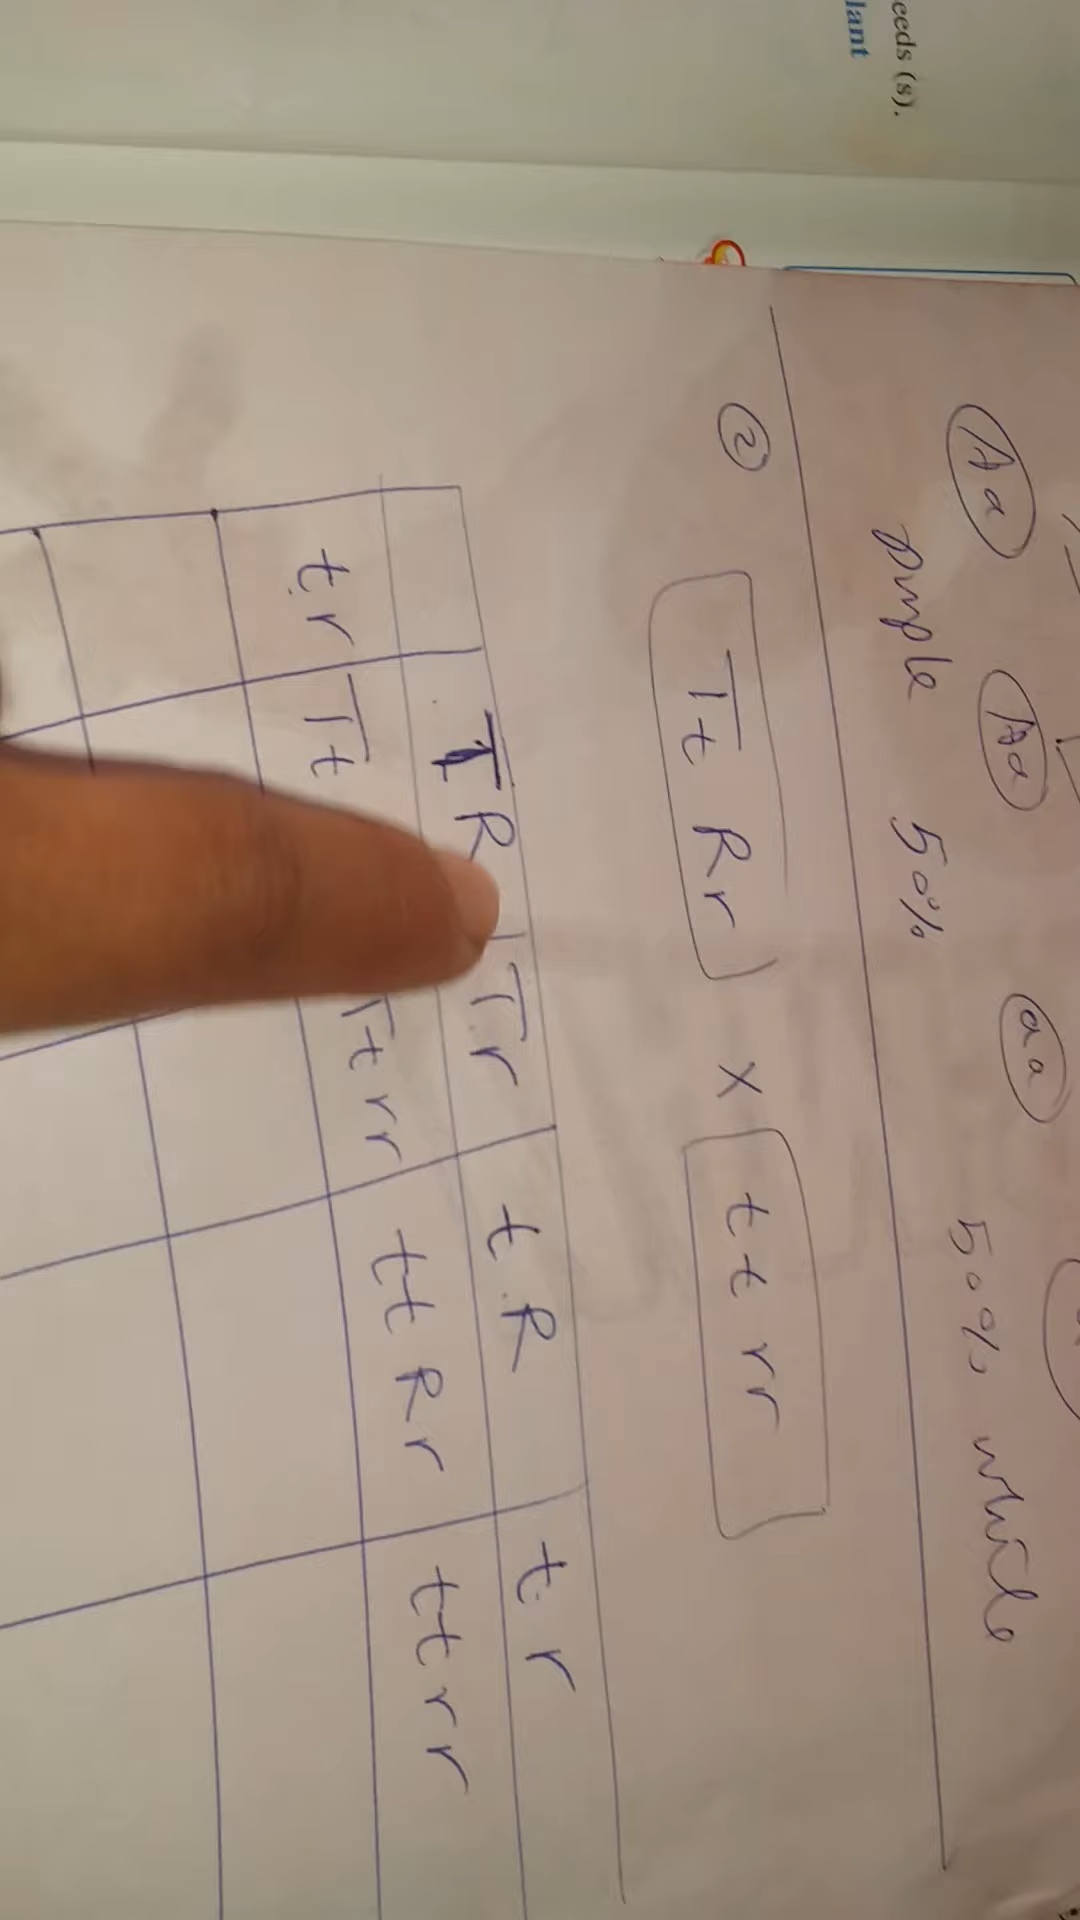 eeds (s).
lant
Aa Aa aa
purple 50% 50% white
② Tt Rr x tt rr
TR Tr tR tr
tr Tt Ttrr ttRr ttrr